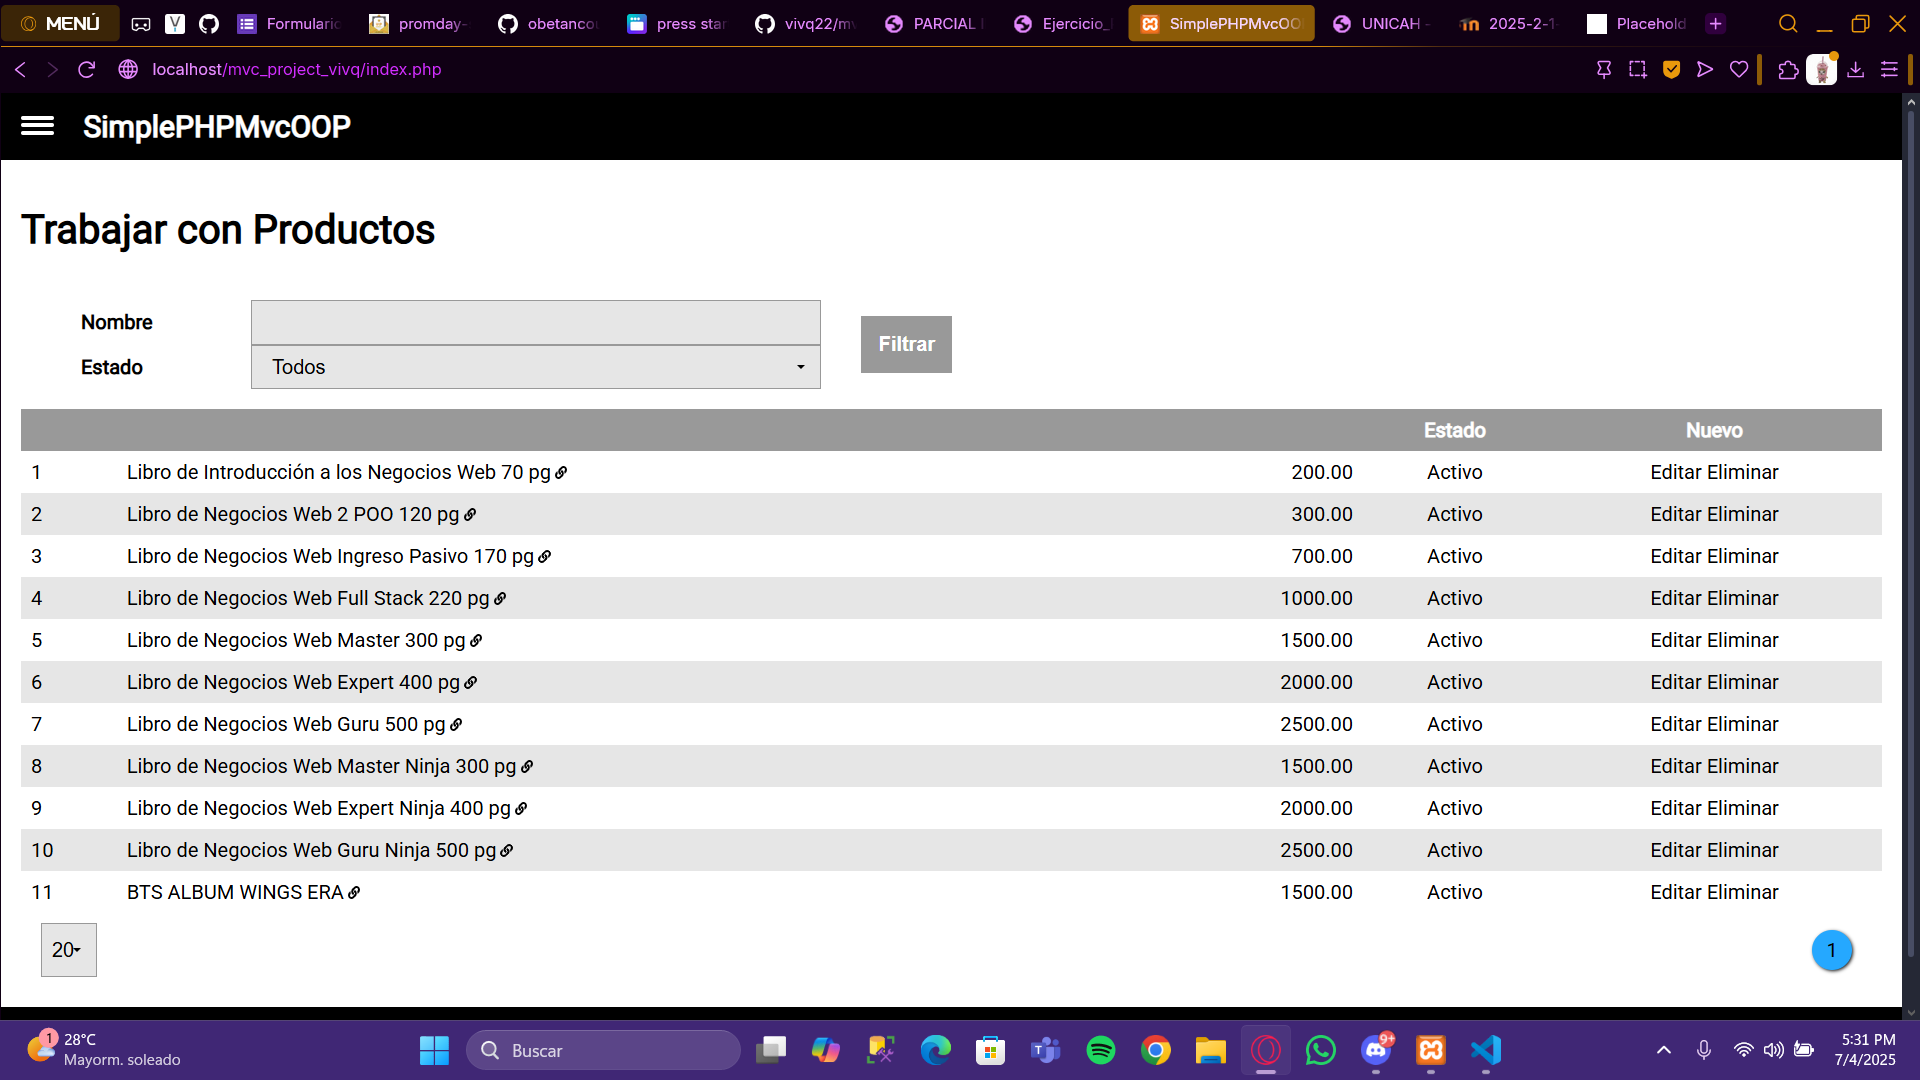 MENÚ
Formulario
promday-
obetanco
press star
vivq22/mv
PARCIAL
Ejercicio_
SimplePHPMvcOO
UNICAH -
2025-2-1-
Placehold
localhost/mvc_project_vivq/index.php
SimplePHPMvcOOP
Trabajar con Productos
Nombre
Estado
Todos
Filtrar
Estado Nuevo
1 Libro de Introducción a los Negocios Web 70 pg 200.00 Activo Editar Eliminar
2 Libro de Negocios Web 2 POO 120 pg 300.00 Activo Editar Eliminar
3 Libro de Negocios Web Ingreso Pasivo 170 pg 700.00 Activo Editar Eliminar
4 Libro de Negocios Web Full Stack 220 pg 1000.00 Activo Editar Eliminar
5 Libro de Negocios Web Master 300 pg 1500.00 Activo Editar Eliminar
6 Libro de Negocios Web Expert 400 pg 2000.00 Activo Editar Eliminar
7 Libro de Negocios Web Guru 500 pg 2500.00 Activo Editar Eliminar
8 Libro de Negocios Web Master Ninja 300 pg 1500.00 Activo Editar Eliminar
9 Libro de Negocios Web Expert Ninja 400 pg 2000.00 Activo Editar Eliminar
10 Libro de Negocios Web Guru Ninja 500 pg 2500.00 Activo Editar Eliminar
11 BTS ALBUM WINGS ERA 1500.00 Activo Editar Eliminar
20
1
1
28°C
Mayorm. soleado
Buscar
9+
5:31 PM
7/4/2025